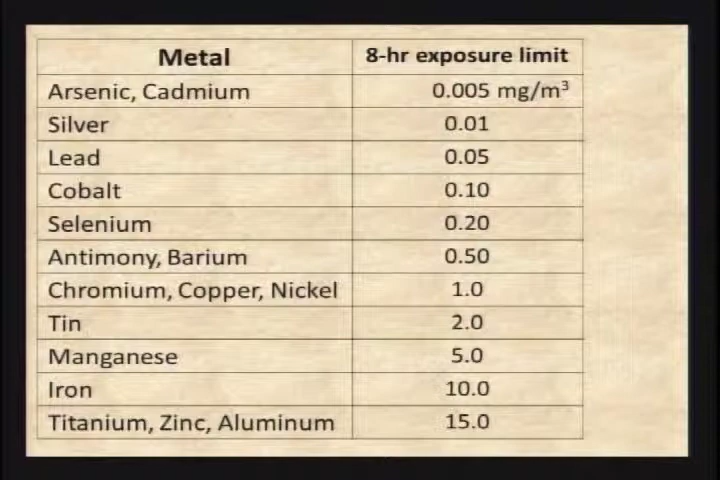 Metal 8-hr exposure limit
Arsenic, Cadmium 0.005 mg/m³
Silver 0.01
Lead 0.05
Cobalt 0.10
Selenium 0.20
Antimony, Barium 0.50
Chromium, Copper, Nickel 1.0
Tin 2.0
Manganese 5.0
Iron 10.0
Titanium, Zinc, Aluminum 15.0